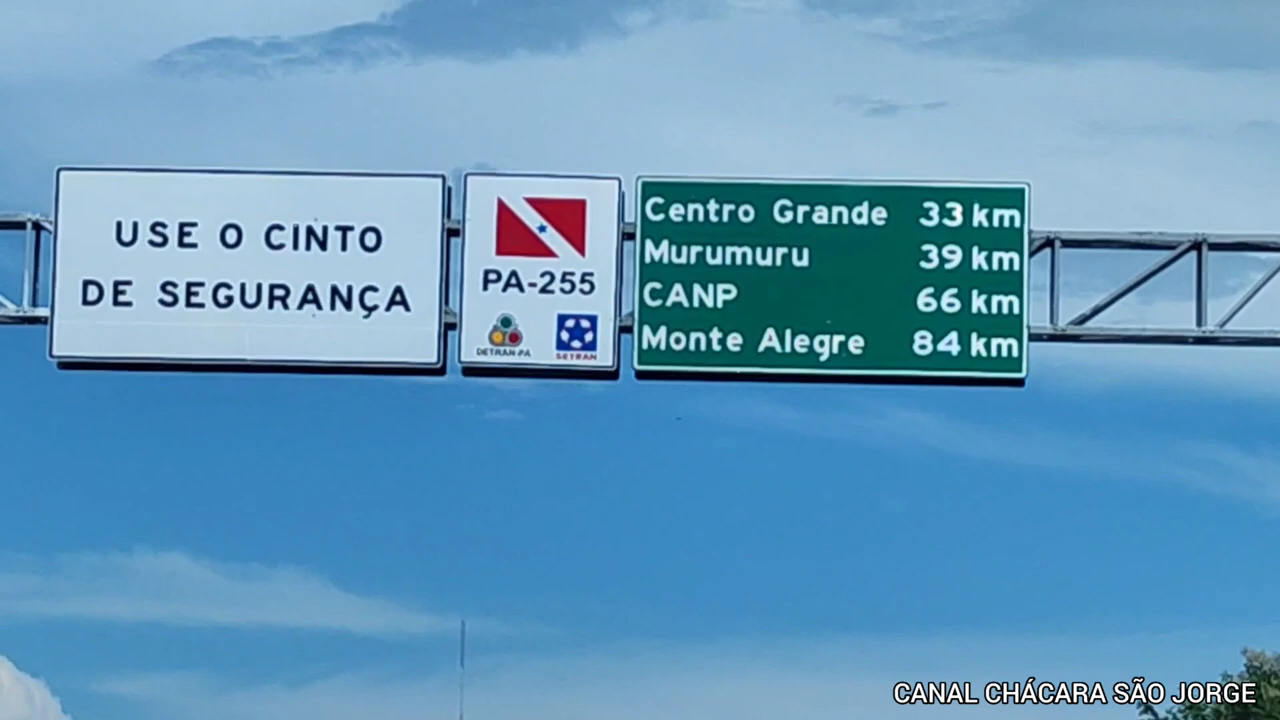 USE O CINTO
DE SEGURANÇA
PA-255
DETRAN-PA
SETRAN
Centro Grande 33 km
Murumuru 39 km
CANP 66 km
Monte Alegre 84 km
CANAL CHÁCARA SÃO JORGE